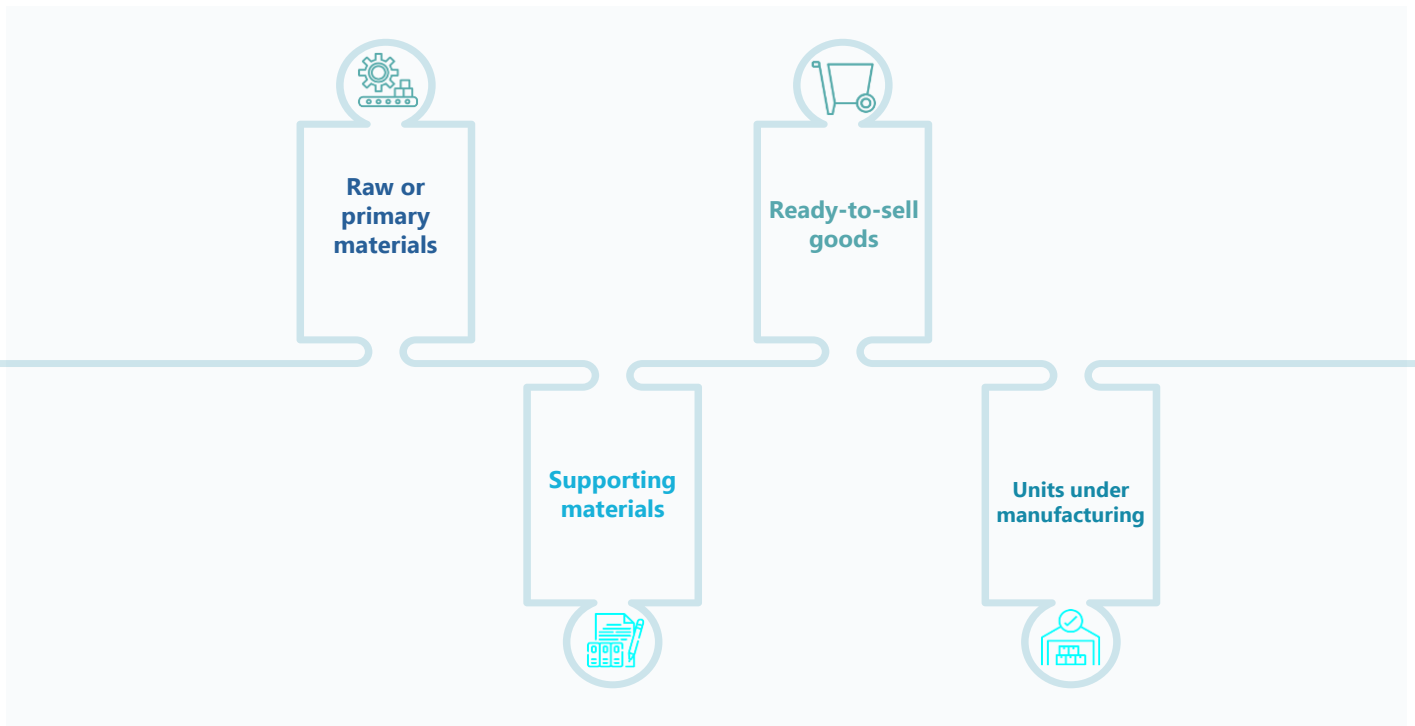 Raw or
primary
materials
Supporting
materials
Ready-to-sell
goods
Units under
manufacturing